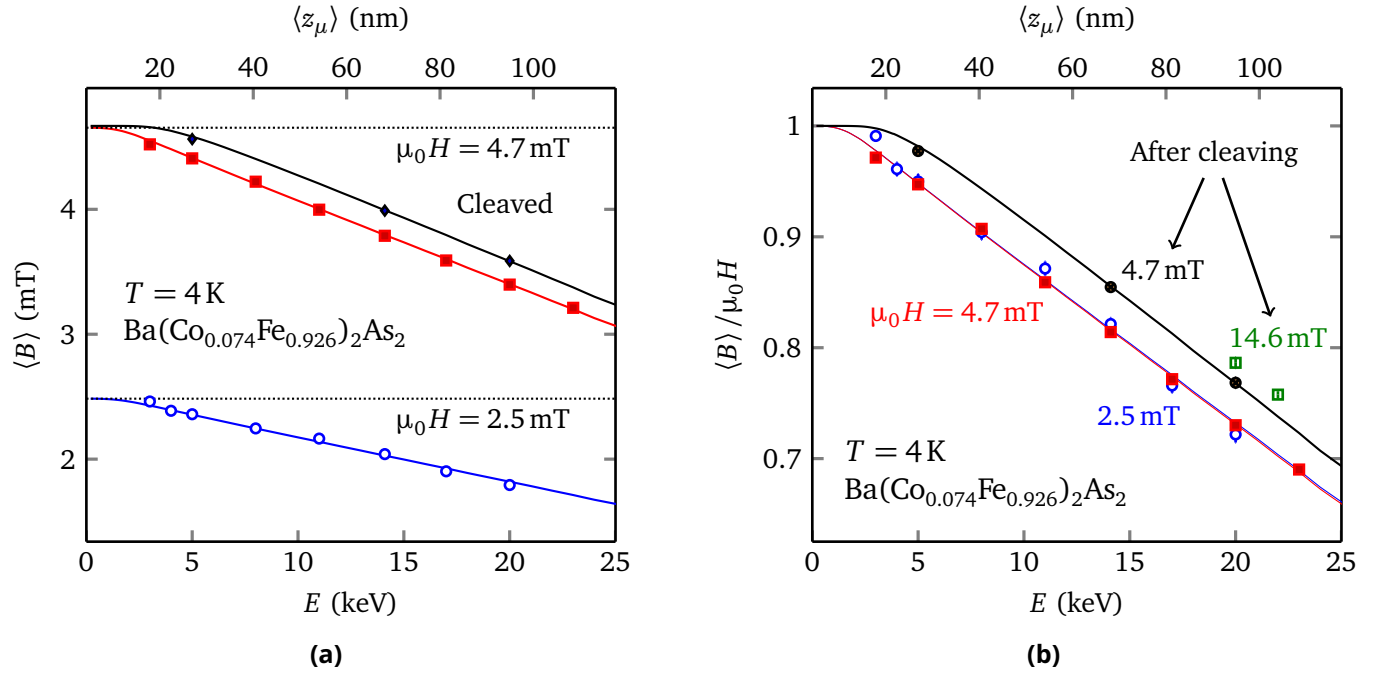 ⟨z_μ⟩ (nm)
20 40 60 80 100
4
3
2
⟨B⟩ (mT)
μ₀H = 4.7 mT
Cleaved
T = 4 K
Ba(Co₀.₀₇₄Fe₀.₉₂₆)₂As₂
μ₀H = 2.5 mT
0 5 10 15 20 25
E (keV)
(a)
⟨z_μ⟩ (nm)
20 40 60 80 100
1
0.9
0.8
0.7
⟨B⟩ / μ₀H
After cleaving
4.7 mT
μ₀H = 4.7 mT
14.6 mT
2.5 mT
T = 4 K
Ba(Co₀.₀₇₄Fe₀.₉₂₆)₂As₂
0 5 10 15 20 25
E (keV)
(b)